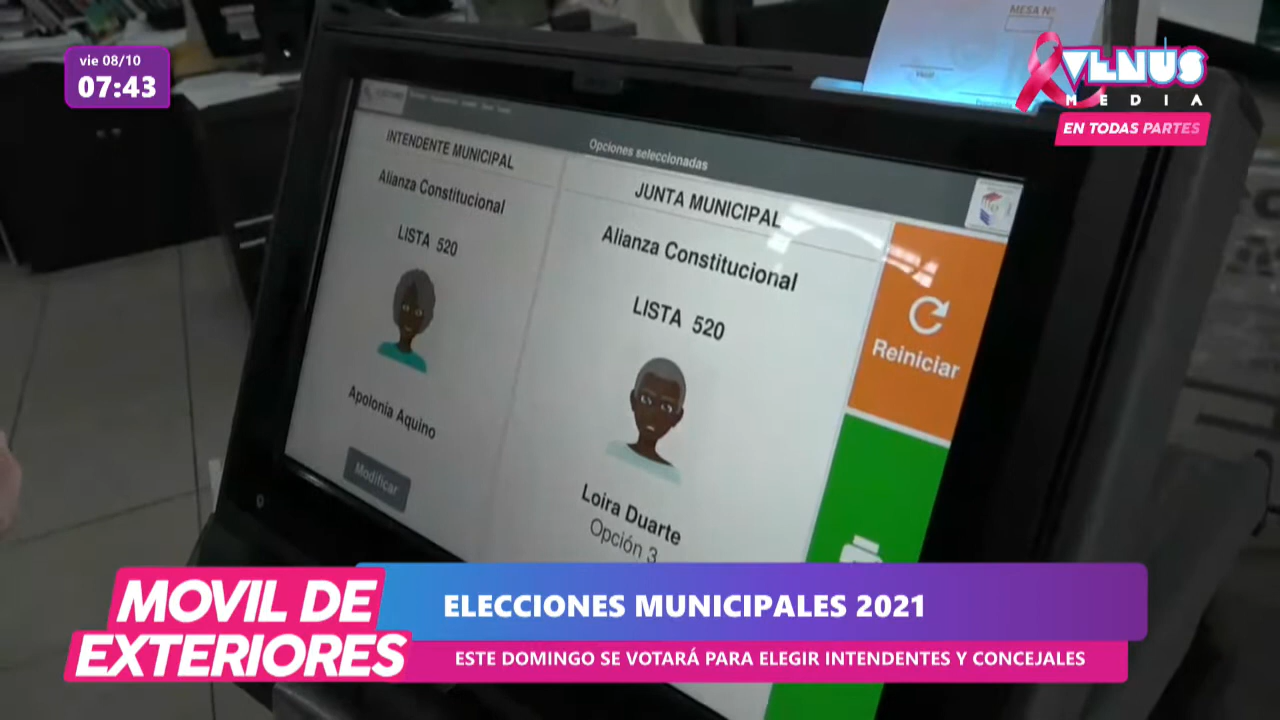 vie 08/10
07:43
MESA Nº
VENUS
MEDIA
EN TODAS PARTES
Opciones seleccionadas
INTENDENTE MUNICIPAL
Alianza Constitucional
LISTA 520
Apolonia Aquino
Modificar
JUNTA MUNICIPAL
Alianza Constitucional
LISTA 520
Loira Duarte
Opción 3
Reiniciar
MOVIL DE
EXTERIORES
ELECCIONES MUNICIPALES 2021
ESTE DOMINGO SE VOTARÁ PARA ELEGIR INTENDENTES Y CONCEJALES